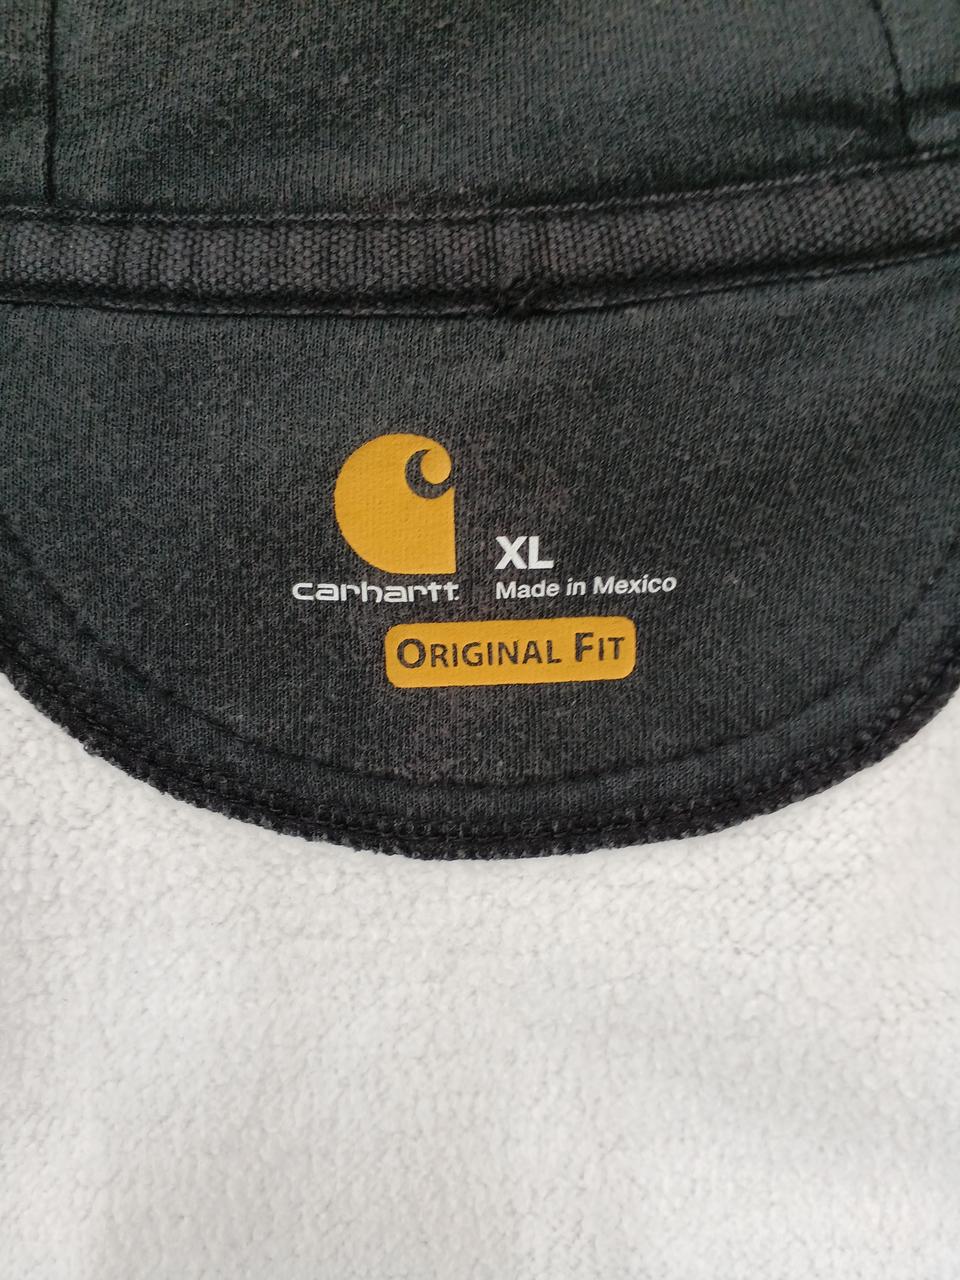 XL
carhartt.
Made in Mexico
ORIGINAL FIT